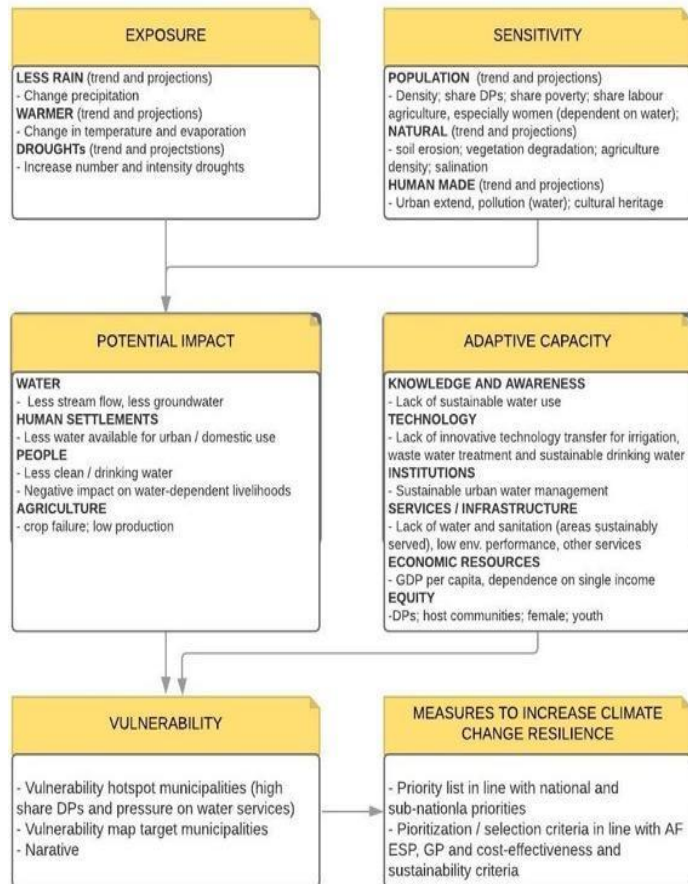 EXPOSURE
LESS RAIN (trend and projections)
- Change precipitation
WARMER (trend and projections)
- Change in temperature and evaporation
DROUGHTs (trend and projectstions)
- Increase number and intensity droughts
SENSITIVITY
POPULATION (trend and projections)
- Density; share DPs; share poverty; share labour
agriculture, especially women (dependent on water);
NATURAL (trend and projections)
- soil erosion; vegetation degradation; agriculture
density; salination
HUMAN MADE (trend and projections)
- Urban extend, pollution (water); cultural heritage
POTENTIAL IMPACT
WATER
- Less stream flow, less groundwater
HUMAN SETTLEMENTS
- Less water available for urban / domestic use
PEOPLE
- Less clean / drinking water
- Negative impact on water-dependent livelihoods
AGRICULTURE
- crop failure; low production
ADAPTIVE CAPACITY
KNOWLEDGE AND AWARENESS
- Lack of sustainable water use
TECHNOLOGY
- Lack of innovative technology transfer for irrigation,
waste water treatment and sustainable drinking water
INSTITUTIONS
- Sustainable urban water management
SERVICES / INFRASTRUCTURE
- Lack of water and sanitation (areas sustainably
served), low env. performance, other services
ECONOMIC RESOURCES
- GDP per capita, dependence on single income
EQUITY
-DPs; host communities; female; youth
VULNERABILITY
- Vulnerability hotspot municipalities (high
share DPs and pressure on water services)
- Vulnerability map target municipalities
- Narative
MEASURES TO INCREASE CLIMATE
CHANGE RESILIENCE
- Priority list in line with national and
sub-nationla priorities
- Pioritization / selection criteria in line with AF
ESP, GP and cost-effectiveness and
sustainability criteria